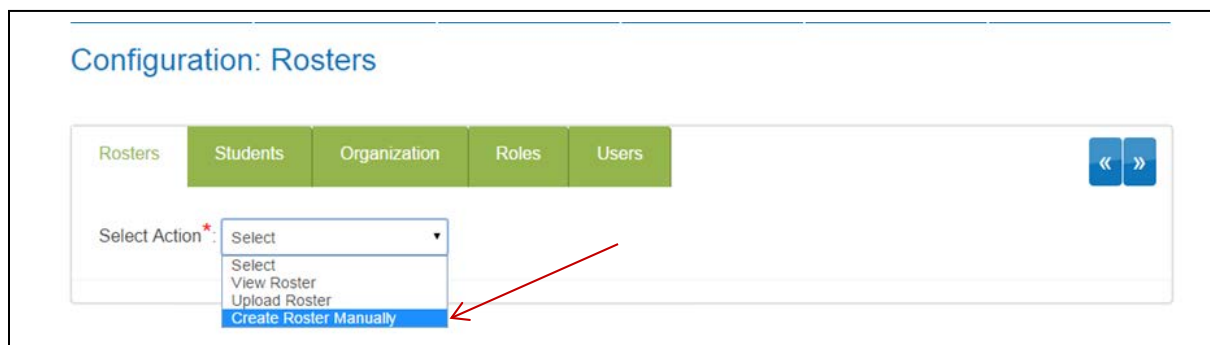 Configuration: Rosters
Rosters Students Organization Roles Users « »
Select Action*: Select
Select
View Roster
Upload Roster
Create Roster Manually